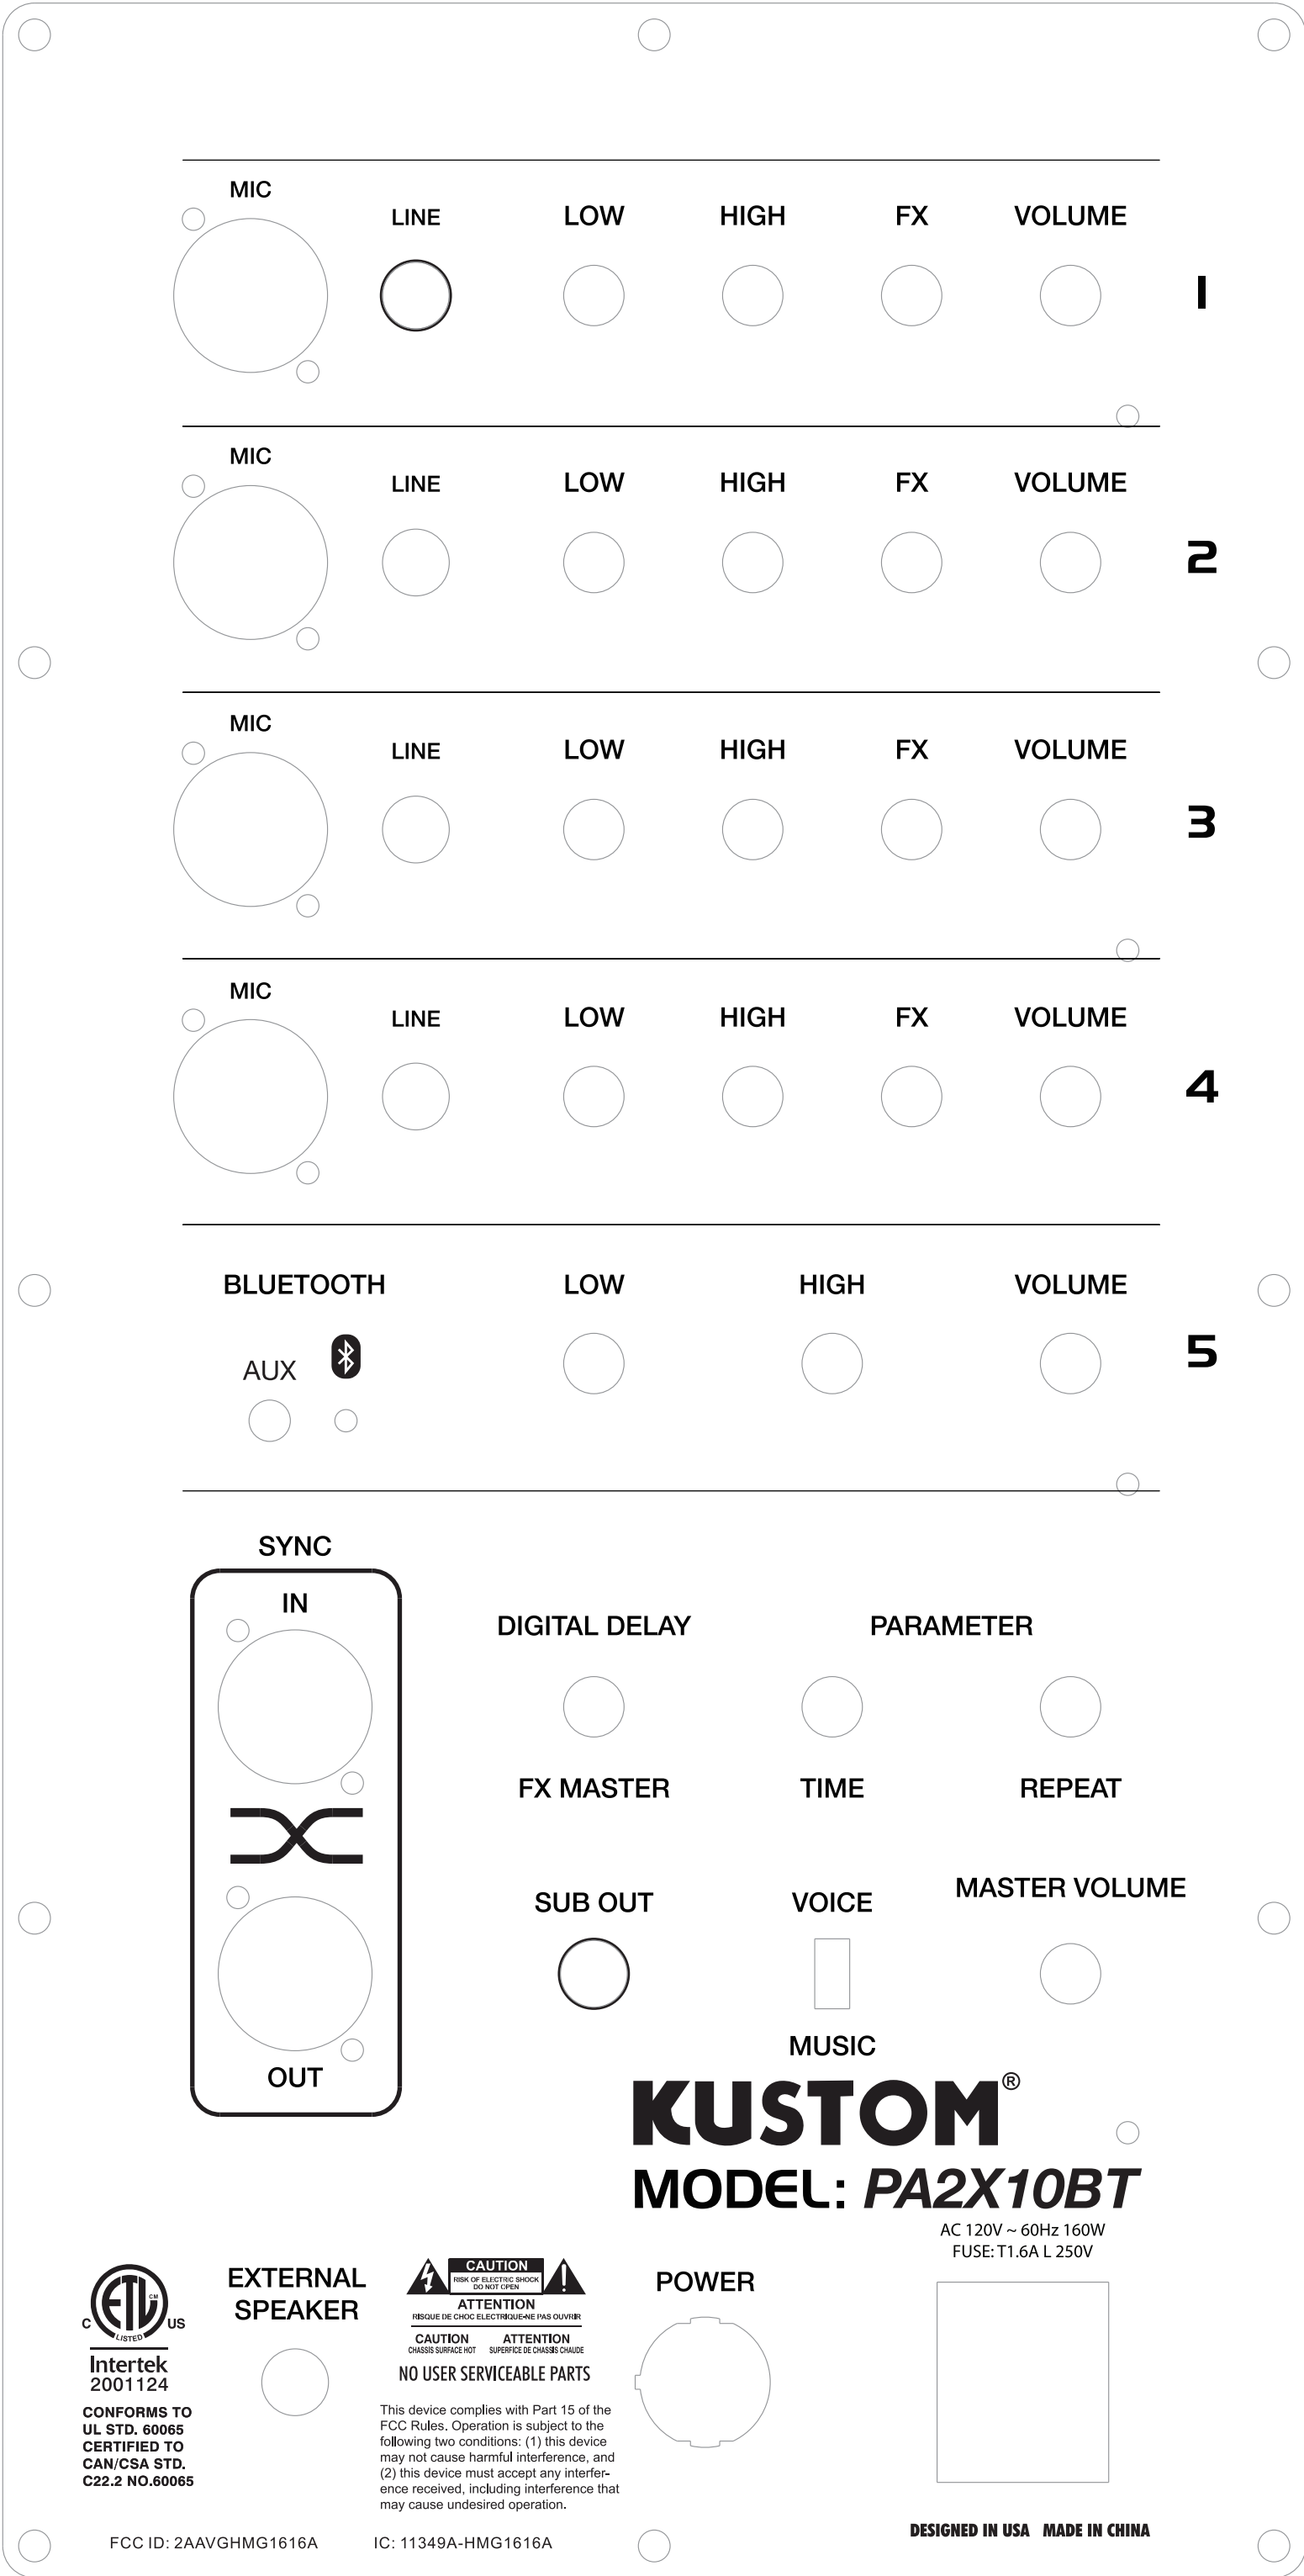 MIC
LINE LOW HIGH FX VOLUME
1
MIC
LINE LOW HIGH FX VOLUME
2
MIC
LINE LOW HIGH FX VOLUME
3
MIC
LINE LOW HIGH FX VOLUME
4
BLUETOOTH LOW HIGH VOLUME
AUX
5
SYNC
IN
OUT
DIGITAL DELAY PARAMETER
FX MASTER TIME REPEAT
SUB OUT VOICE MASTER VOLUME
MUSIC
KUSTOM®
MODEL: PA2X10BT
AC 120V ~ 60Hz 160W
FUSE: T1.6A L 250V
C ETL CM US
LISTED
Intertek
2001124
CONFORMS TO
UL STD. 60065
CERTIFIED TO
CAN/CSA STD.
C22.2 NO.60065
EXTERNAL
SPEAKER
CAUTION
RISK OF ELECTRIC SHOCK
DO NOT OPEN
ATTENTION
RISQUE DE CHOC ELECTRIQUE-NE PAS OUVRIR
CAUTION ATTENTION
CHASSIS SURFACE HOT SUPERFICE DE CHASSIS CHAUDE
NO USER SERVICEABLE PARTS
This device complies with Part 15 of the
FCC Rules. Operation is subject to the
following two conditions: (1) this device
may not cause harmful interference, and
(2) this device must accept any interfer-
ence received, including interference that
may cause undesired operation.
POWER
FCC ID: 2AAVGHMG1616A IC: 11349A-HMG1616A
DESIGNED IN USA MADE IN CHINA